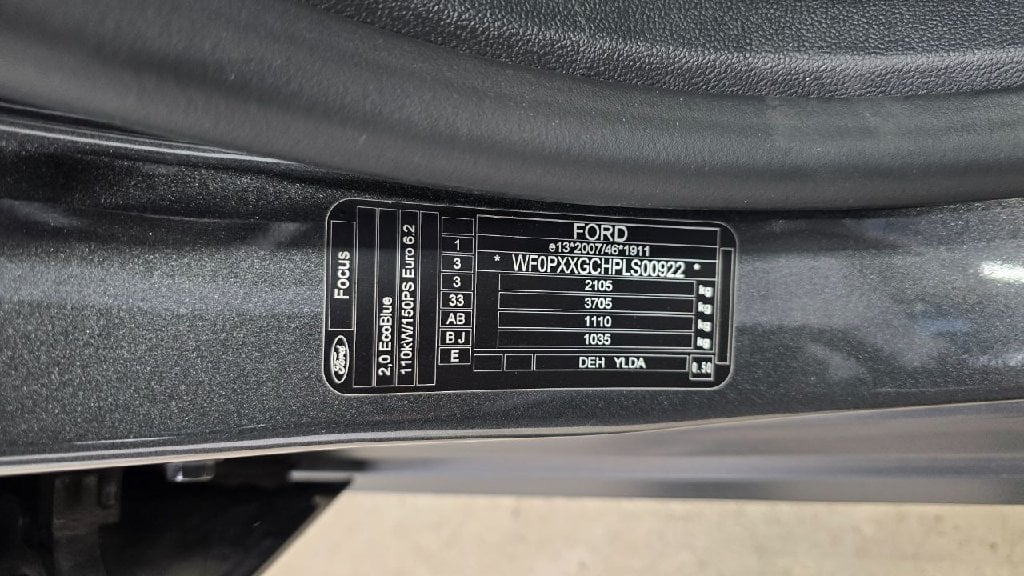 FORD
e13*2007/46*1911
* WF0PXXGCHPLS00922 *
2105 kg
3705 kg
1110 kg
1035 kg
DEH YLDA 0.50
1
3
3
33
AB
B J
E
Focus
2,0 EcoBlue
110kW/150PS Euro 6.2
Ford